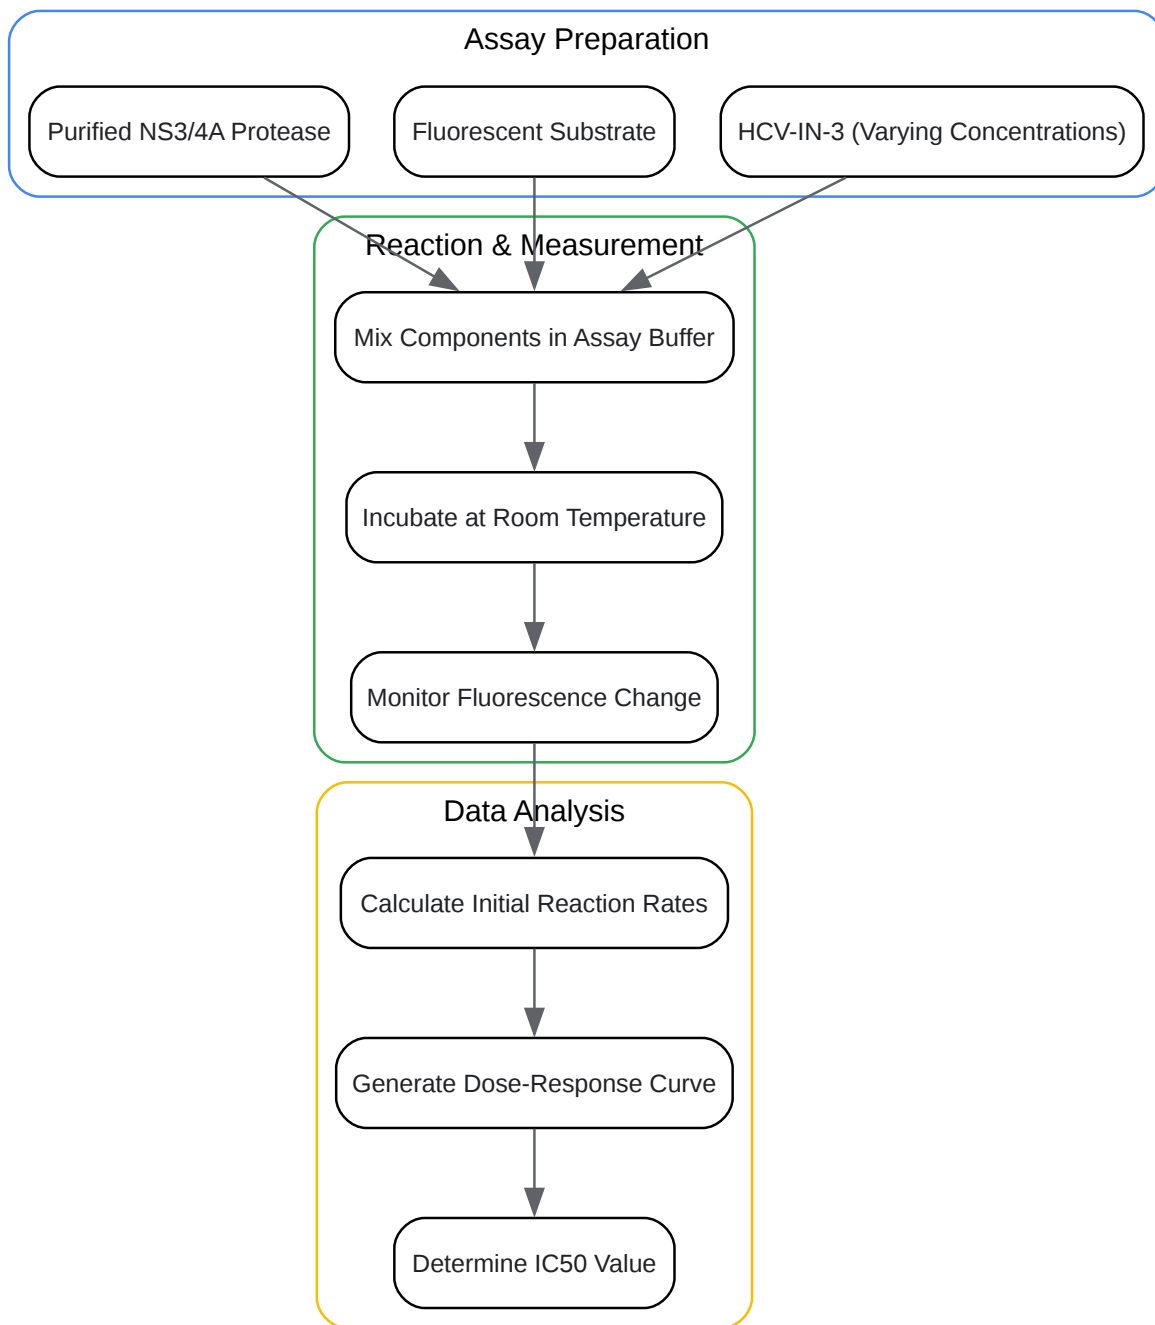 Assay Preparation
Purified NS3/4A Protease
Fluorescent Substrate
HCV-IN-3 (Varying Concentrations)
Reaction & Measurement
Mix Components in Assay Buffer
Incubate at Room Temperature
Monitor Fluorescence Change
Data Analysis
Calculate Initial Reaction Rates
Generate Dose-Response Curve
Determine IC50 Value